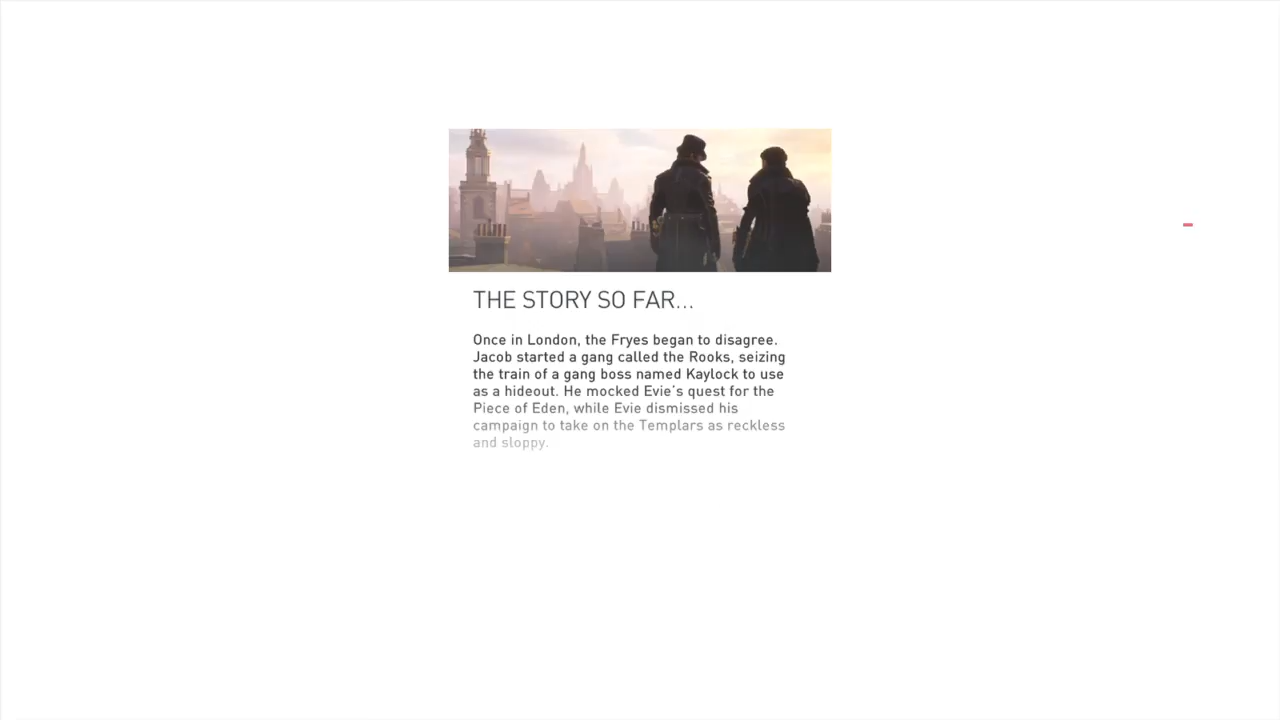 THE STORY SO FAR...
Once in London, the Fryes began to disagree.
Jacob started a gang called the Rooks, seizing
the train of a gang boss named Kaylock to use
as a hideout. He mocked Evie's quest for the
Piece of Eden, while Evie dismissed his
campaign to take on the Templars as reckless
and sloppy.